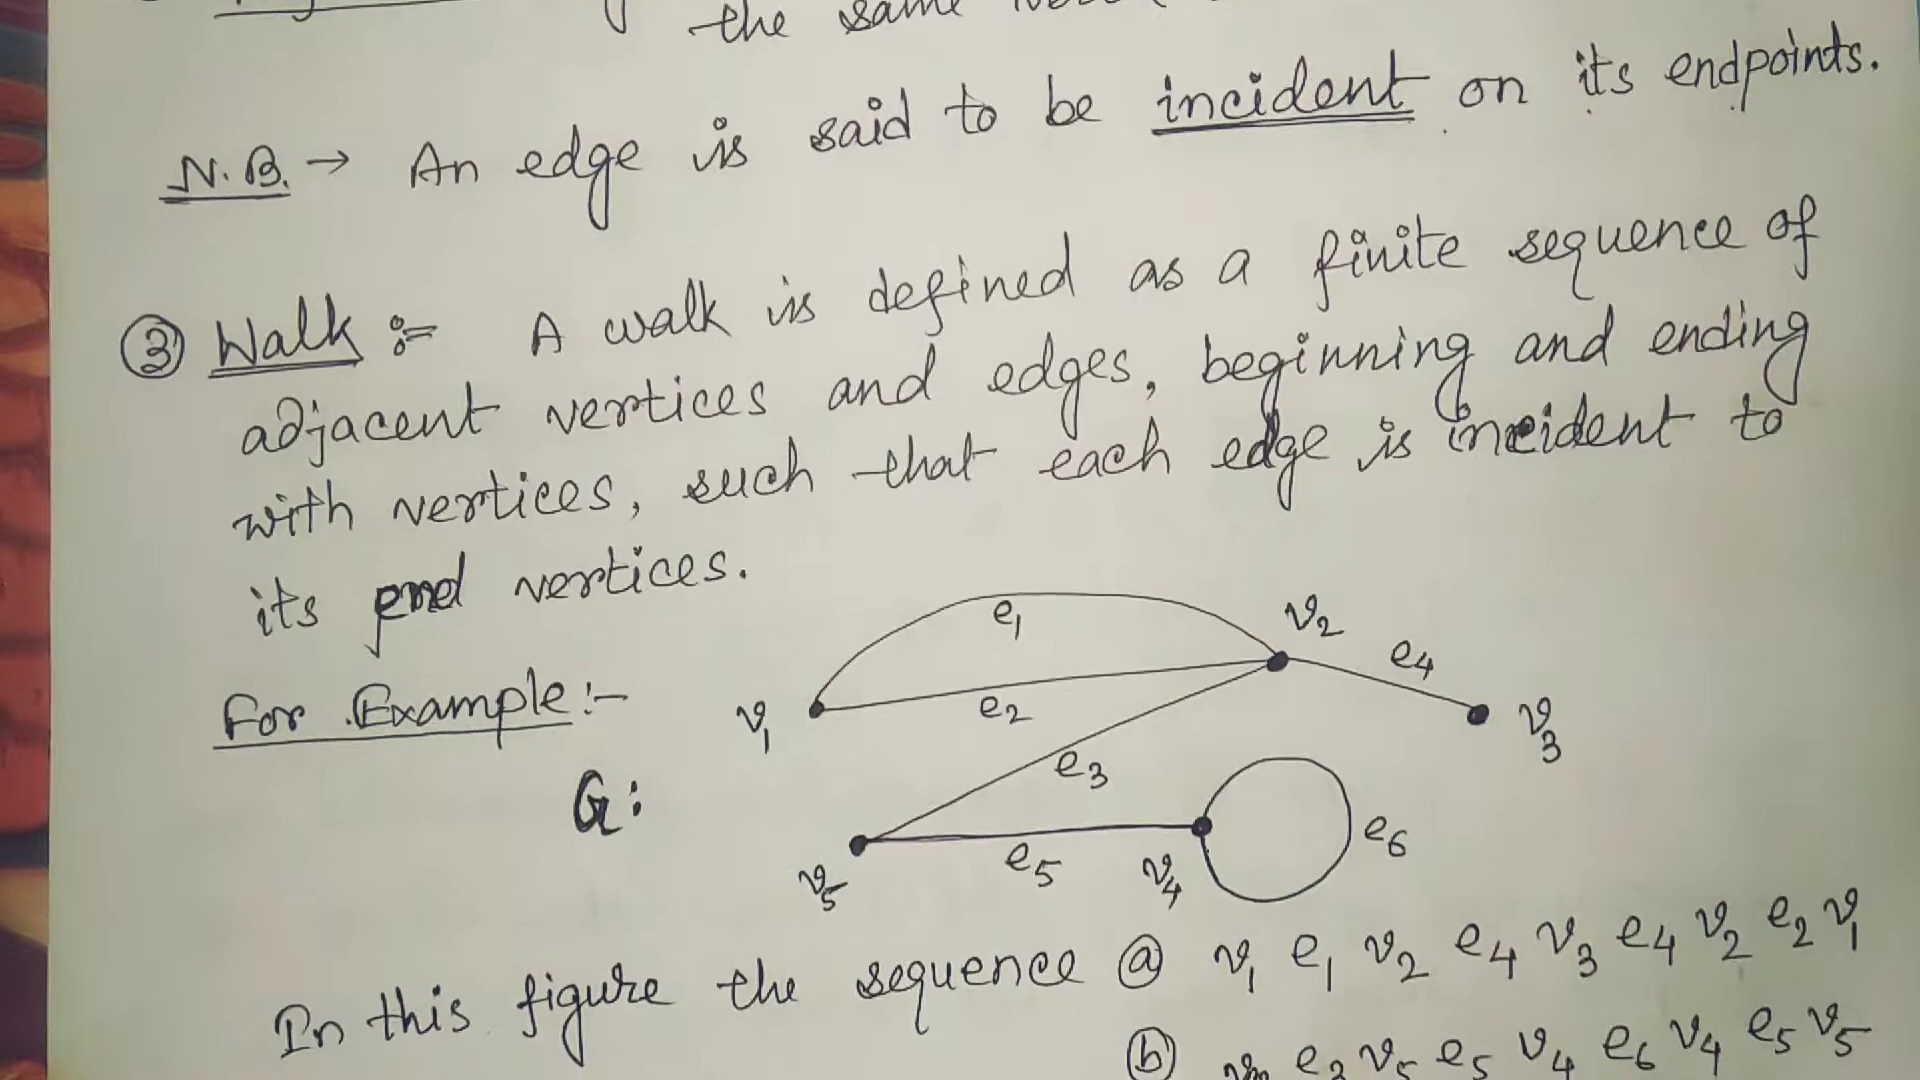 the same
N.B. → An edge is said to be incident on its endpoints.
③ Walk :- A walk is defined as a finite sequence of
adjacent vertices and edges, beginning and ending
with vertices, such that each edge is incident to
its end vertices.
For Example :-
G:
e1
v2
e4
v1
e2
v3
e3
e6
v5
e5
v4
In this figure the sequence ⓐ v1 e1 v2 e4 v3 e4 v2 e2 v1
ⓑ e3 v5 e5 v4 e6 v4 e5 v5